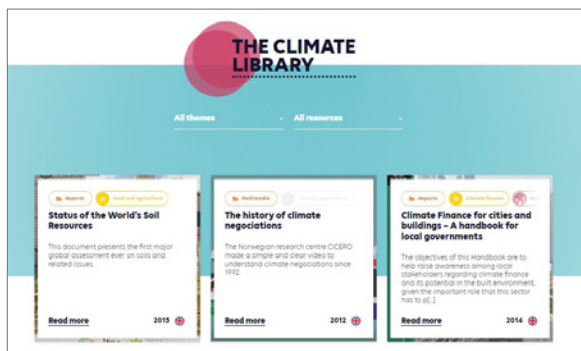 THE CLIMATE
LIBRARY
All themes
All resources
Reports
Food and agriculture
Status of the World's Soil
Resources
This document presents the first major
global assessment ever on soils and
related issues.
Read more
2015
Multimedia
The history of climate
negotiations
The Norwegian research centre CICERO
made a simple and clear video to
understand climate negotiations since
1992.
Read more
2012
Reports
Climate finance
Climate Finance for cities and
buildings – A handbook for
local governments
The objectives of this Handbook are to
help raise awareness among local
stakeholders regarding climate finance
and its potential in the built environment,
given the important role that this sector
has to p[...]
Read more
2014